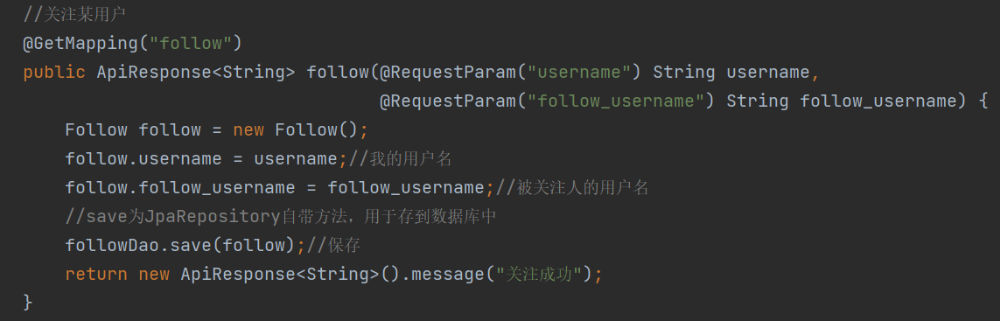 //关注某用户
@GetMapping("follow")
public ApiResponse<String> follow(@RequestParam("username") String username,
@RequestParam("follow_username") String follow_username) {
Follow follow = new Follow();
follow.username = username;//我的用户名
follow.follow_username = follow_username;//被关注人的用户名
//save为JpaRepository自带方法，用于存到数据库中
followDao.save(follow);//保存
return new ApiResponse<String>().message("关注成功");
}